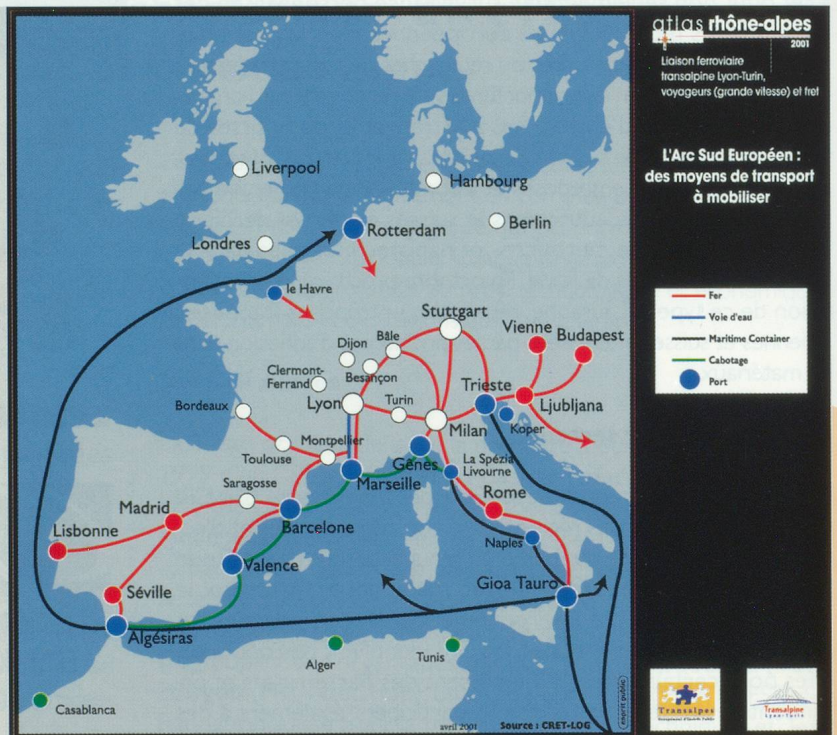 atlas rhône-alpes
2001
Liaison ferroviaire
transalpine Lyon-Turin,
voyageurs (grande vitesse) et fret
L'Arc Sud Européen :
des moyens de transport
à mobiliser
Fer
Voie d'eau
Maritime Container
Cabotage
Port
Liverpool
Hambourg
Berlin
Londres
Rotterdam
le Havre
Stuttgart
Vienne
Budapest
Dijon
Bâle
Clermont-
Ferrand
Besançon
Lyon
Turin
Trieste
Ljubljana
Bordeaux
Milan
Koper
Toulouse
Montpellier
Gênes
La Spézia
Livourne
Marseille
Saragosse
Madrid
Rome
Barcelone
Lisbonne
Naples
Valence
Gioa Tauro
Séville
Algésiras
Alger
Tunis
Casablanca
avril 2001
Source : CRET-LOG
esprit public
Transalpes
Transalpine
Lyon-Turin